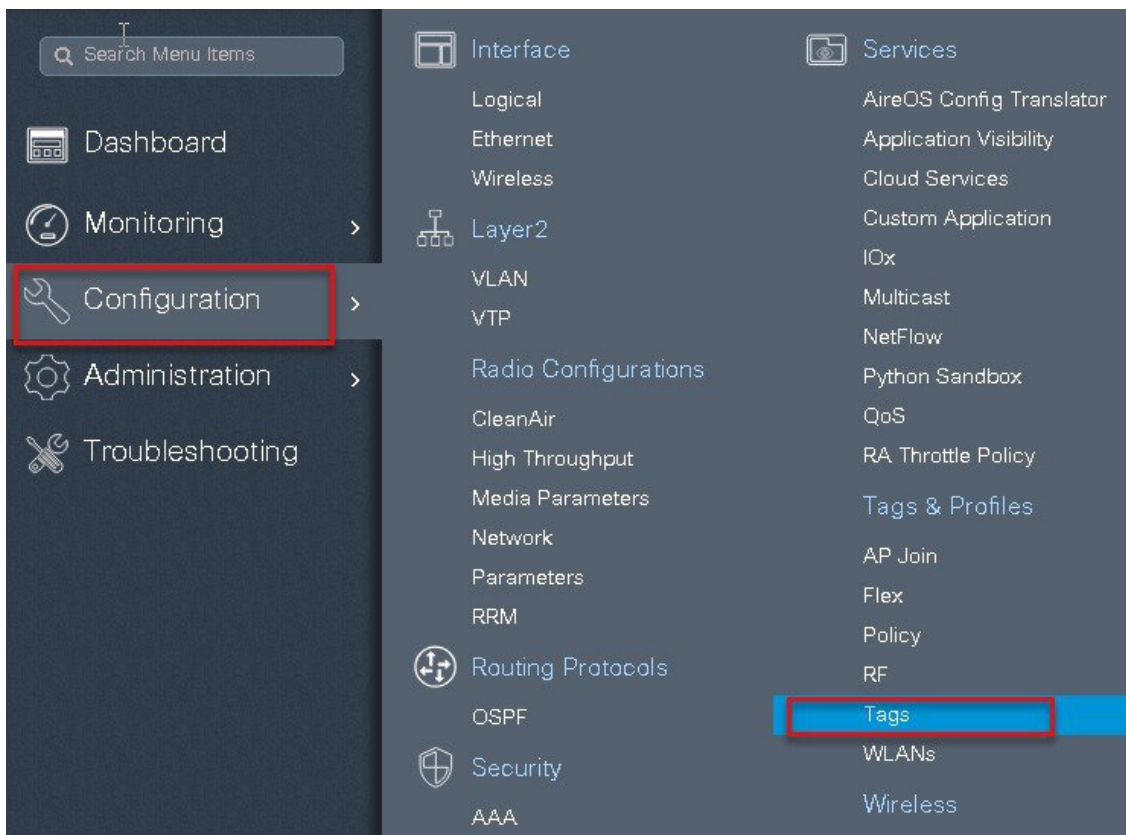 Search Menu Items
Dashboard
Monitoring
Configuration
Administration
Troubleshooting
Interface
Logical
Ethernet
Wireless
Layer2
VLAN
VTP
Radio Configurations
CleanAir
High Throughput
Media Parameters
Network
Parameters
RRM
Routing Protocols
OSPF
Security
AAA
Services
AireOS Config Translator
Application Visibility
Cloud Services
Custom Application
IOx
Multicast
NetFlow
Python Sandbox
QoS
RA Throttle Policy
Tags & Profiles
AP Join
Flex
Policy
RF
Tags
WLANs
Wireless